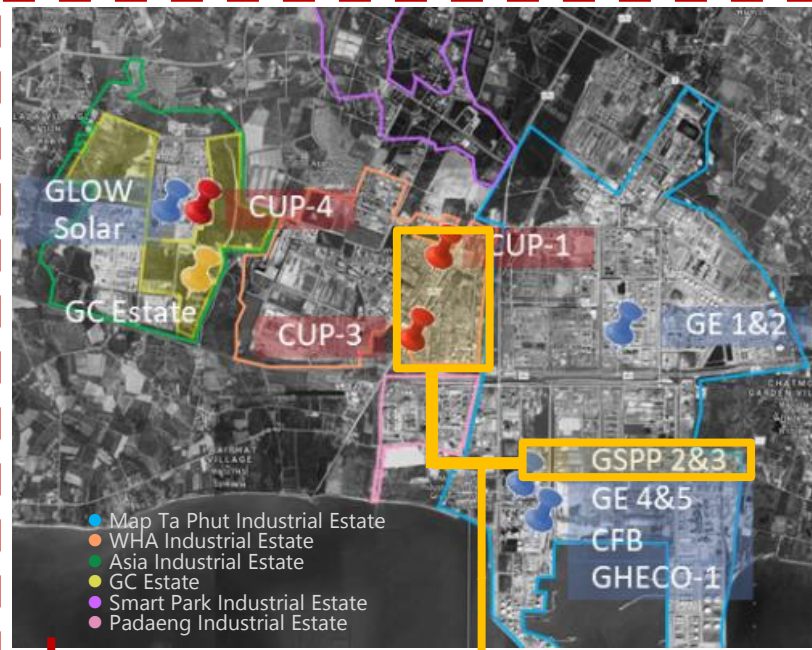 GLOW
Solar
CUP-4
GC Estate
CUP-1
CUP-3
GE 1&2
GSPP 2&3
GE 4&5
CFB
GHECO-1
VILLAGE
Map Ta Phut Industrial Estate
WHA Industrial Estate
Asia Industrial Estate
GC Estate
Smart Park Industrial Estate
Padaeng Industrial Estate